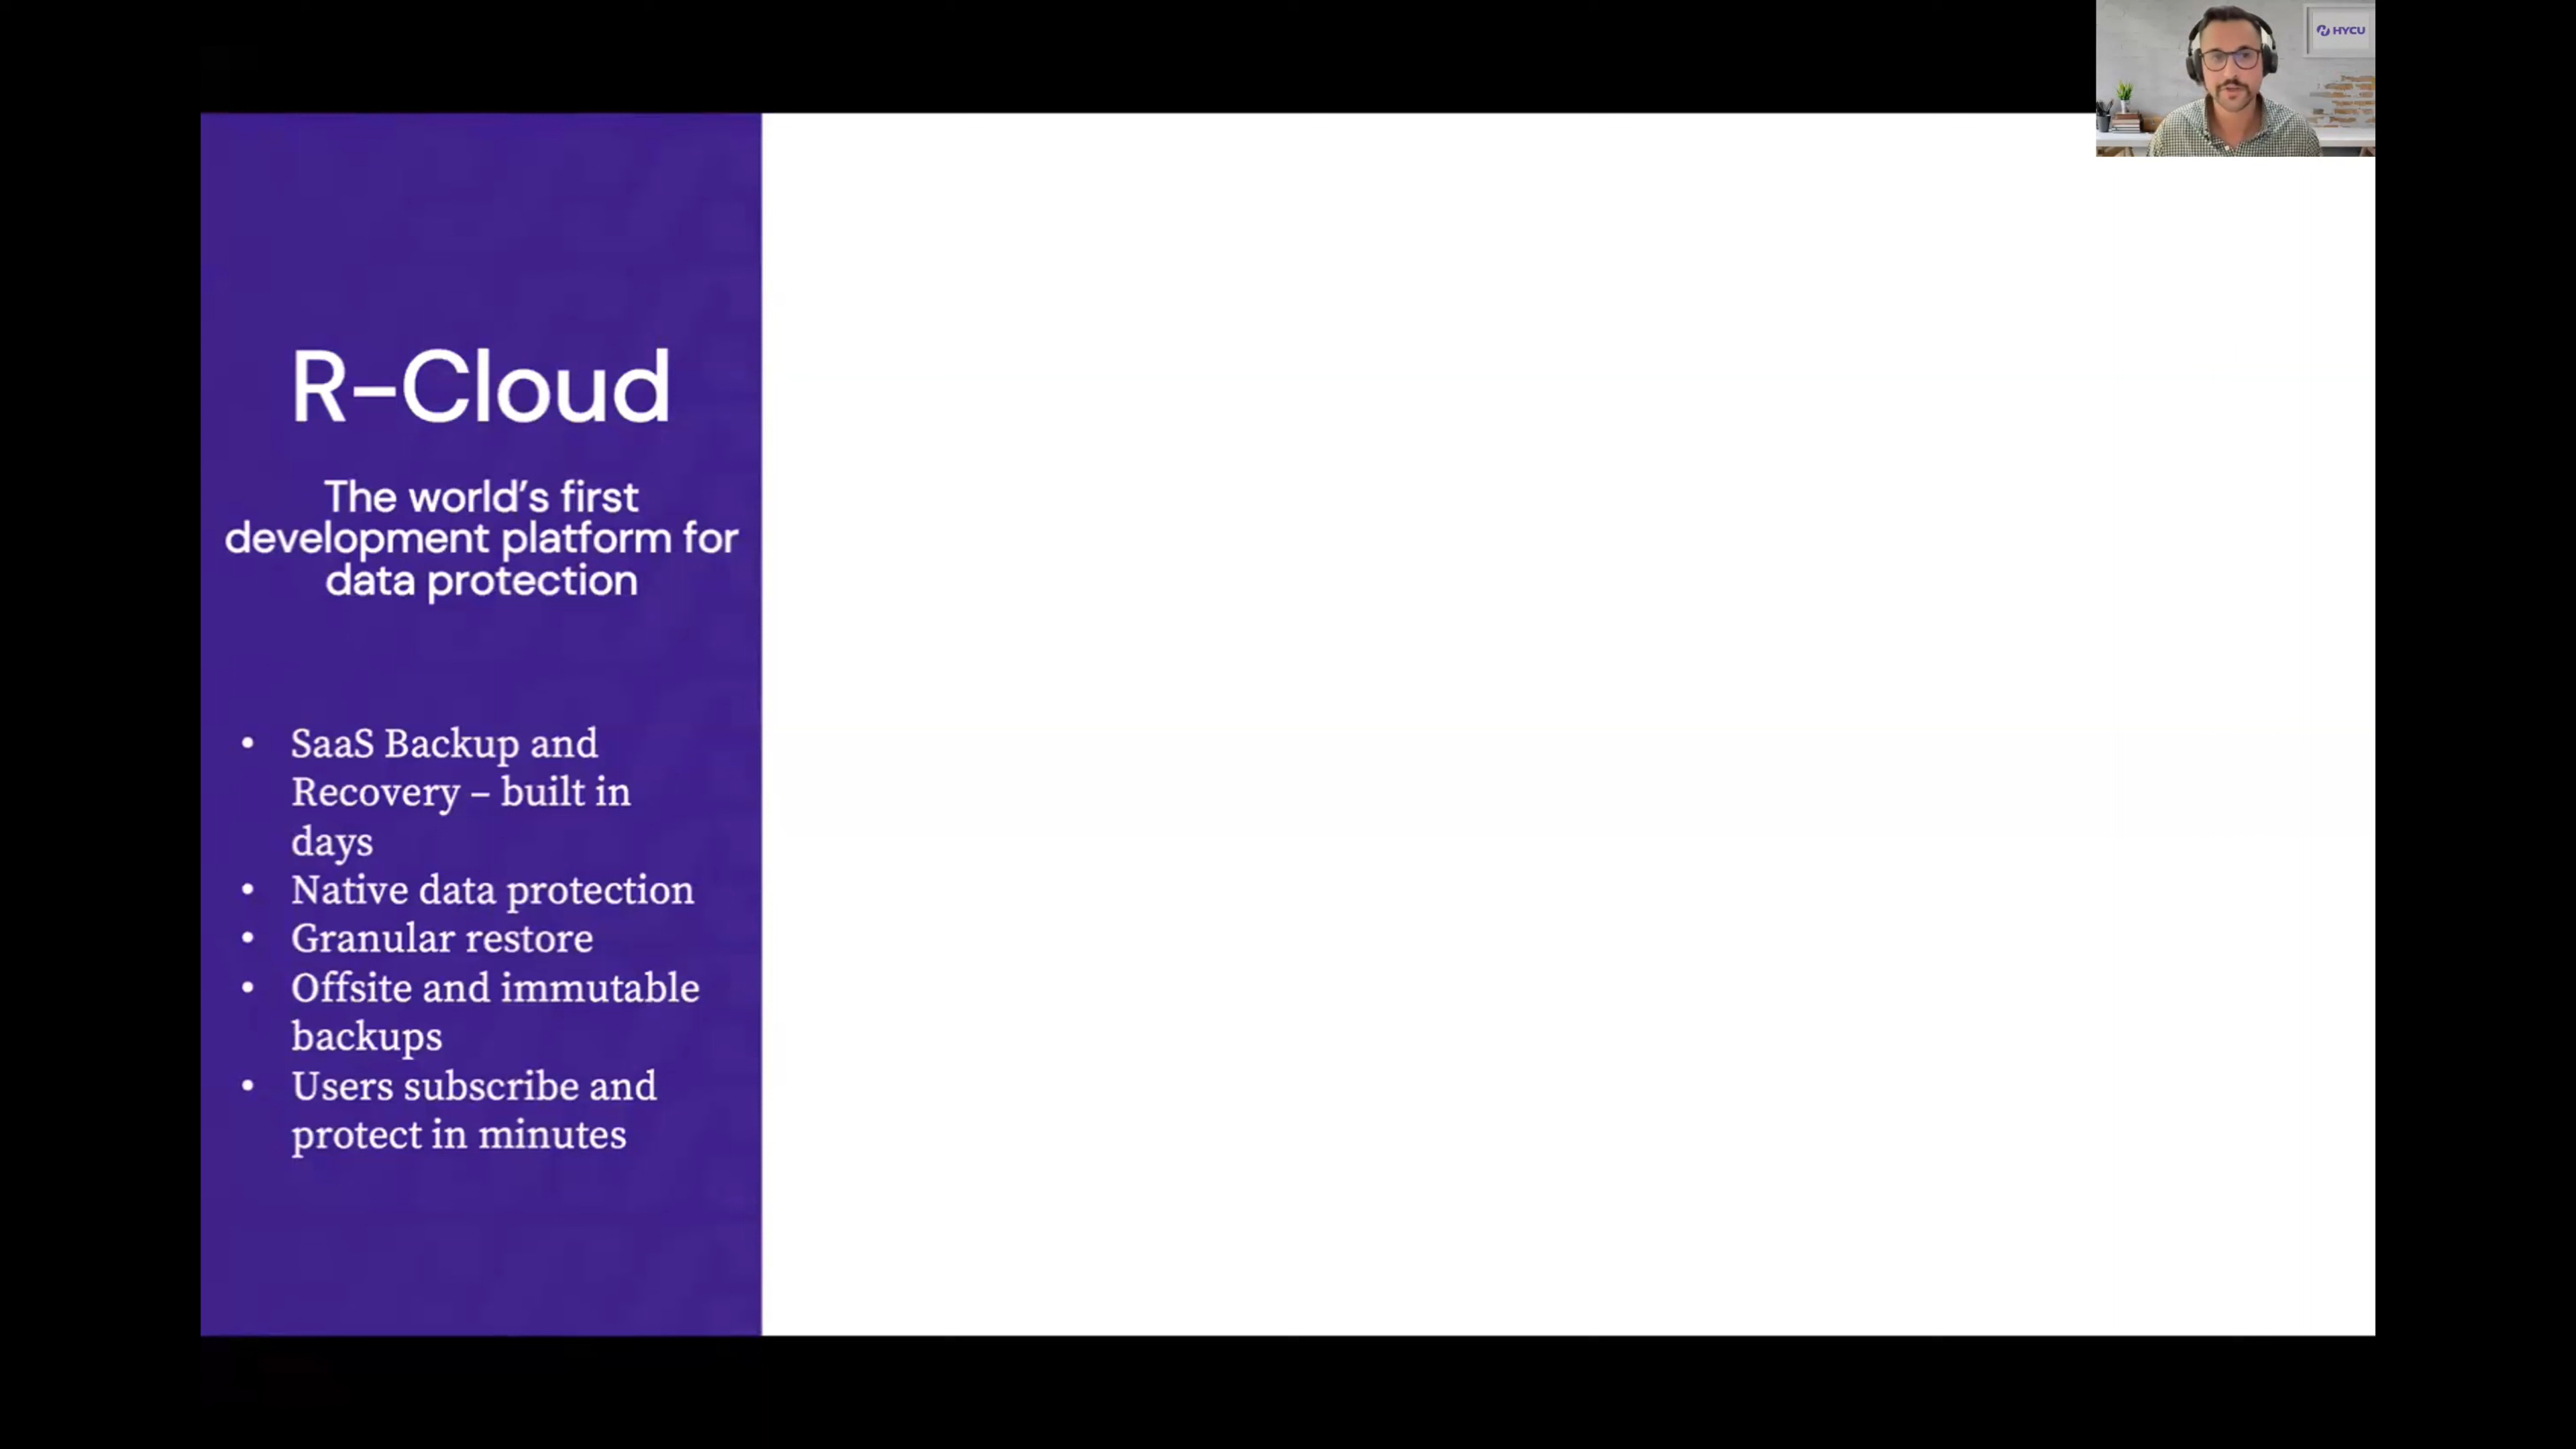 HYCU
R-Cloud
The world’s first
development platform for
data protection
• SaaS Backup and
Recovery – built in
days
• Native data protection
• Granular restore
• Offsite and immutable
backups
• Users subscribe and
protect in minutes